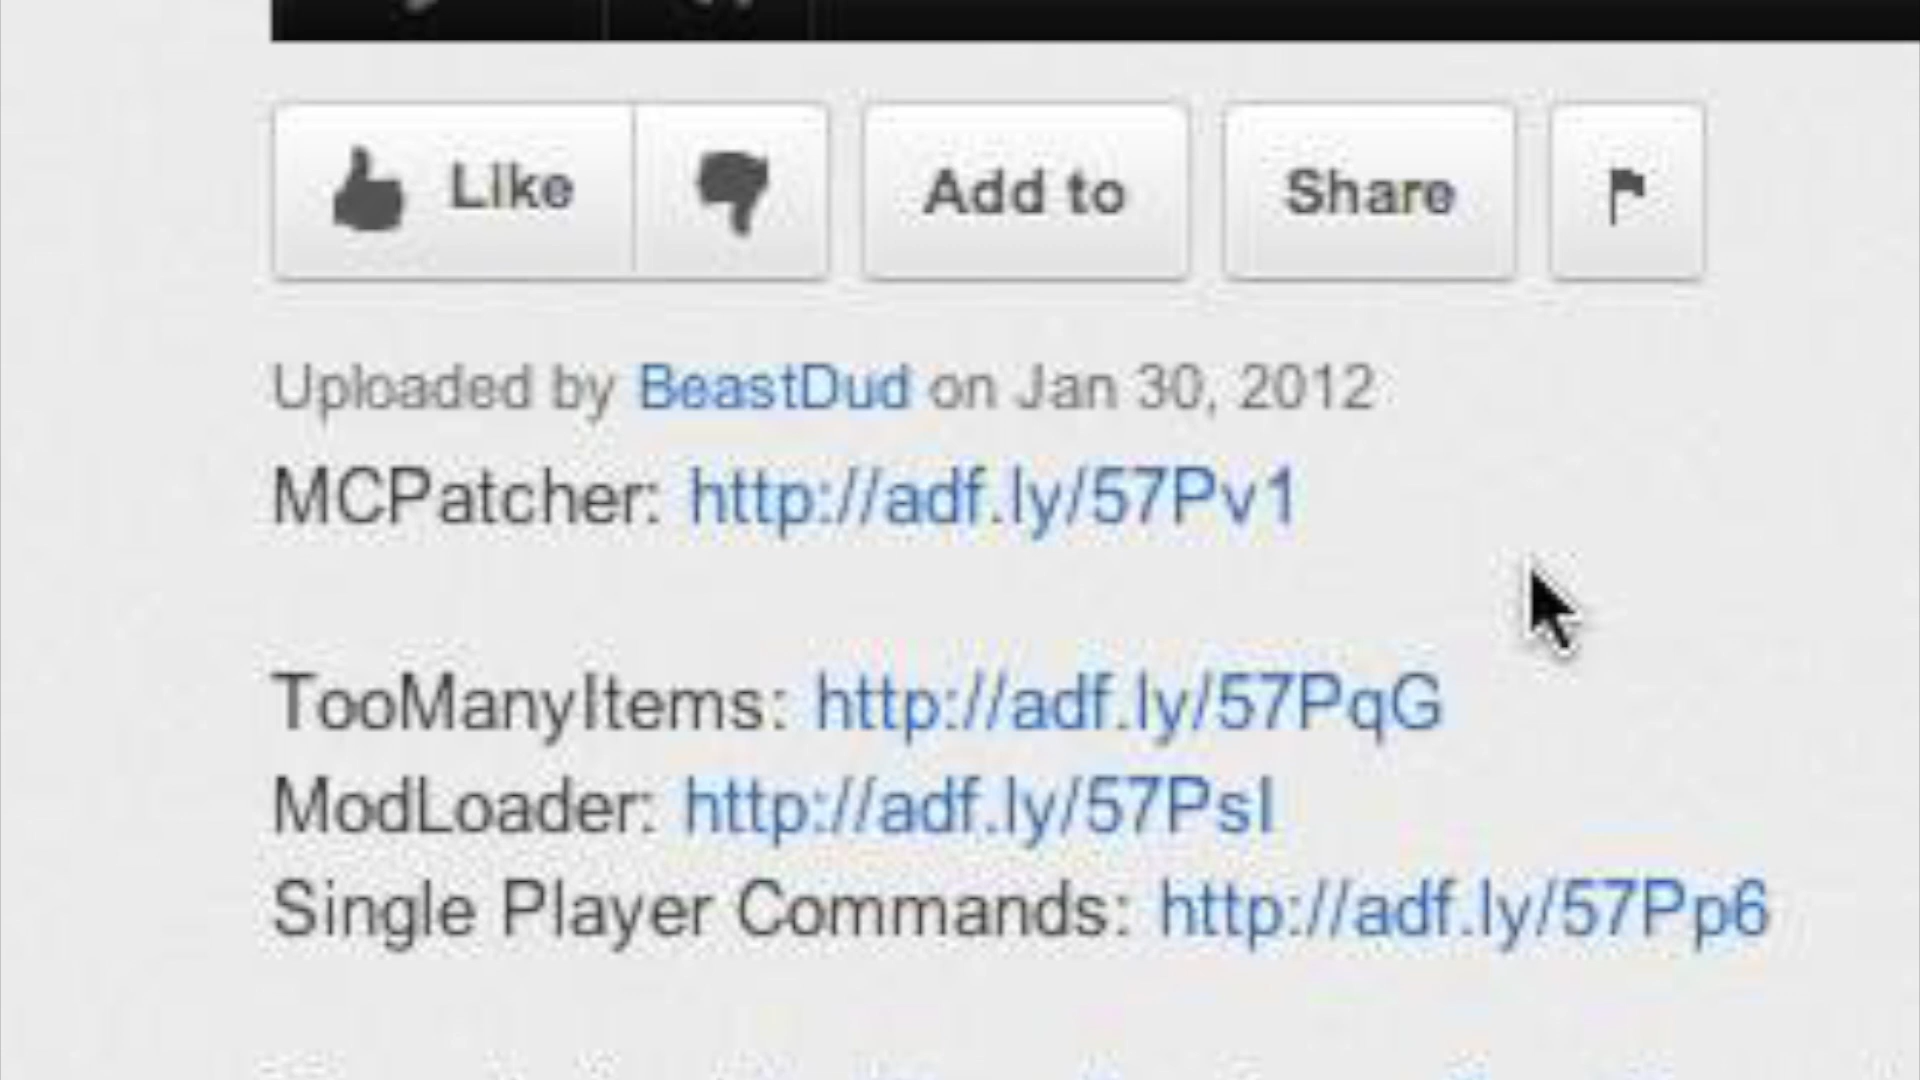 Like Add to Share
Uploaded by BeastDud on Jan 30, 2012
MCPatcher: http://adf.ly/57Pv1
TooManyItems: http://adf.ly/57PqG
ModLoader: http://adf.ly/57PsI
Single Player Commands: http://adf.ly/57Pp6